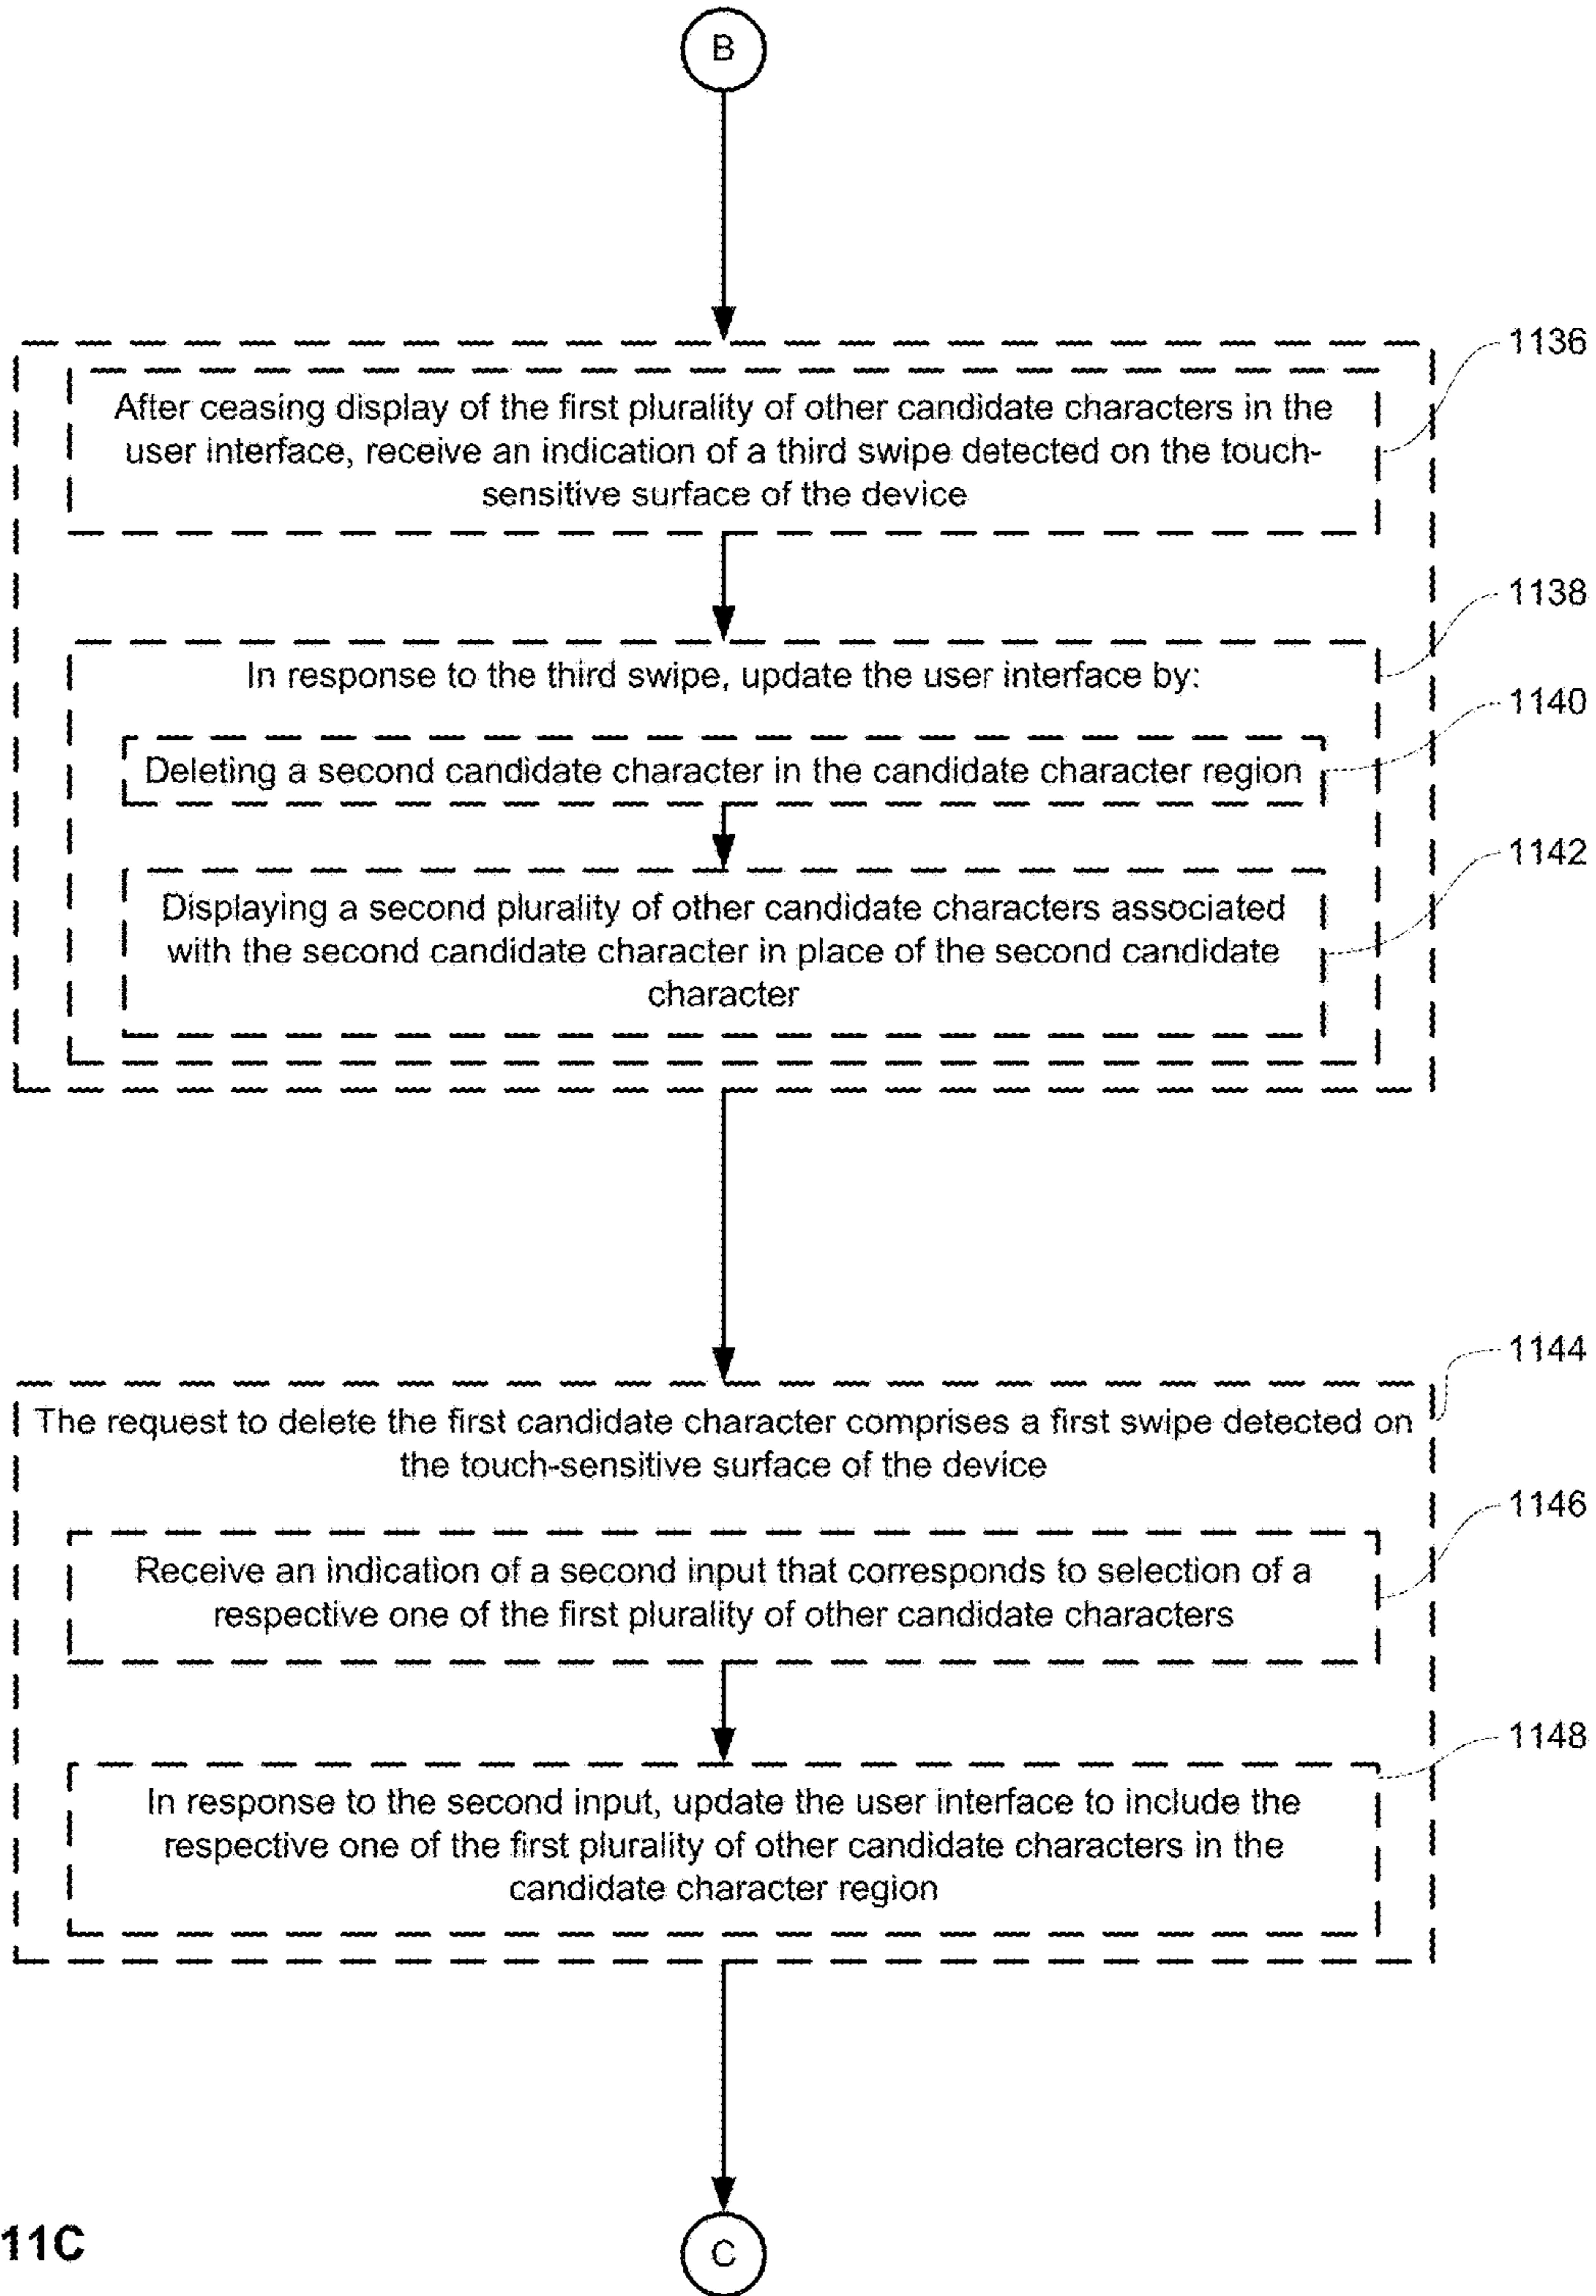 B
1136
After ceasing display of the first plurality of other candidate characters in the
user interface, receive an indication of a third swipe detected on the touch-
sensitive surface of the device
1138
In response to the third swipe, update the user interface by:
1140
Deleting a second candidate character in the candidate character region
1142
Displaying a second plurality of other candidate characters associated
with the second candidate character in place of the second candidate
character
1144
The request to delete the first candidate character comprises a first swipe detected on
the touch-sensitive surface of the device
1146
Receive an indication of a second input that corresponds to selection of a
respective one of the first plurality of other candidate characters
1148
In response to the second input, update the user interface to include the
respective one of the first plurality of other candidate characters in the
candidate character region
11C
C